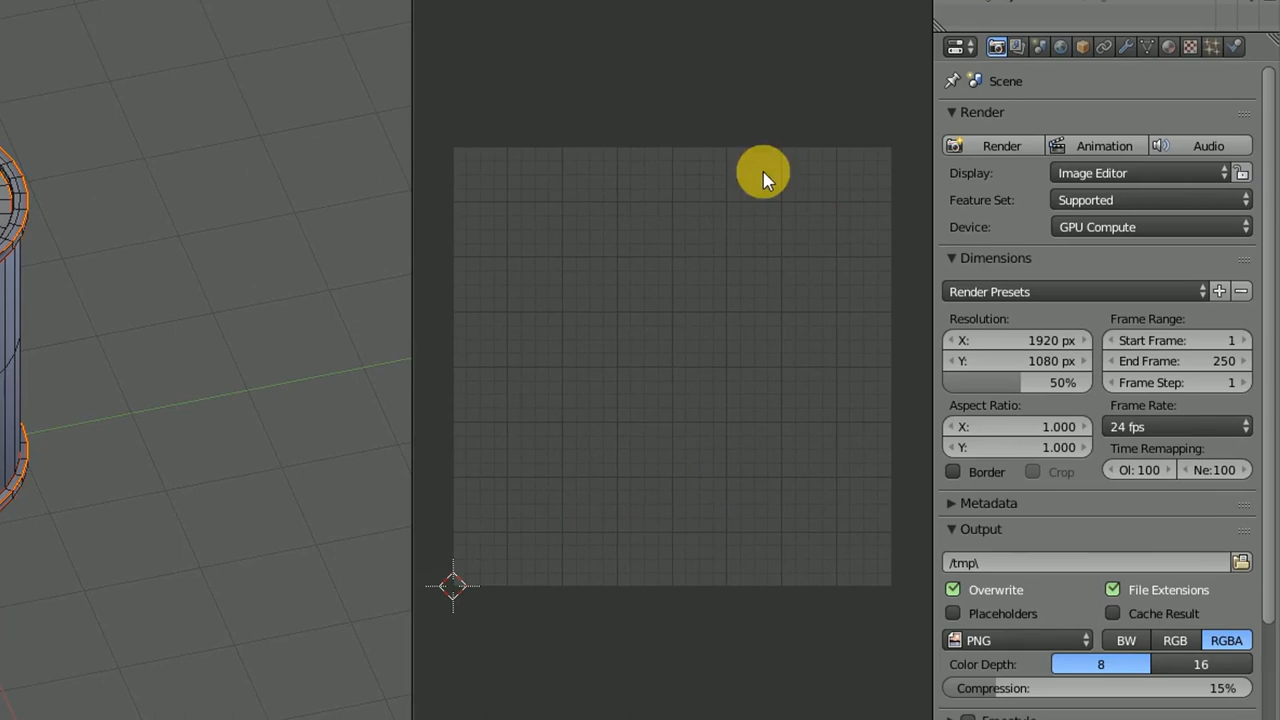 Scene
Render
Render Animation Audio
Display: Image Editor
Feature Set: Supported
Device: GPU Compute
Dimensions
Render Presets
Resolution: Frame Range:
X: 1920 px Start Frame: 1
Y: 1080 px End Frame: 250
50% Frame Step: 1
Aspect Ratio: Frame Rate:
X: 1.000 24 fps
Y: 1.000 Time Remapping:
Border Crop Ol: 100 Ne:100
Metadata
Output
/tmp\
Overwrite File Extensions
Placeholders Cache Result
PNG BW RGB RGBA
Color Depth: 8 16
Compression: 15%